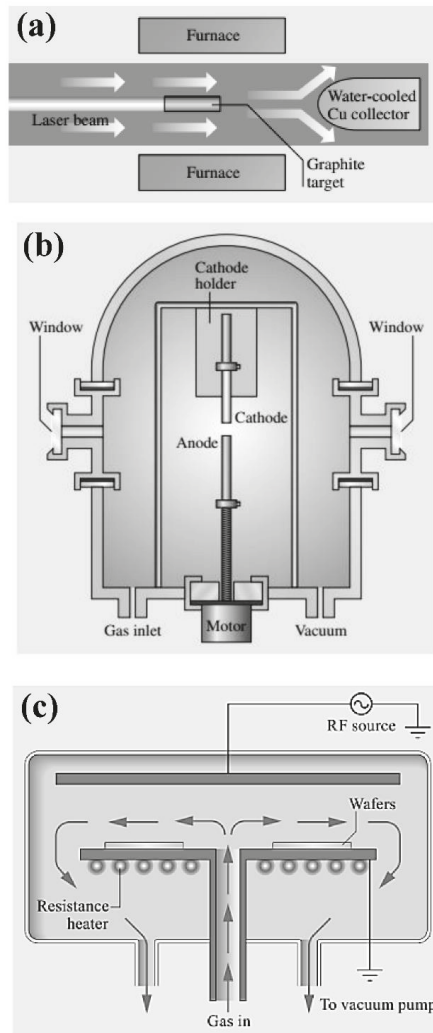 (a)
Furnace
Laser beam
Water-cooled
Cu collector
Graphite
target
Furnace
(b)
Cathode
holder
Window
Window
Cathode
Anode
Gas inlet
Motor
Vacuum
(c)
RF source
Wafers
Resistance
heater
Gas in
To vacuum pump